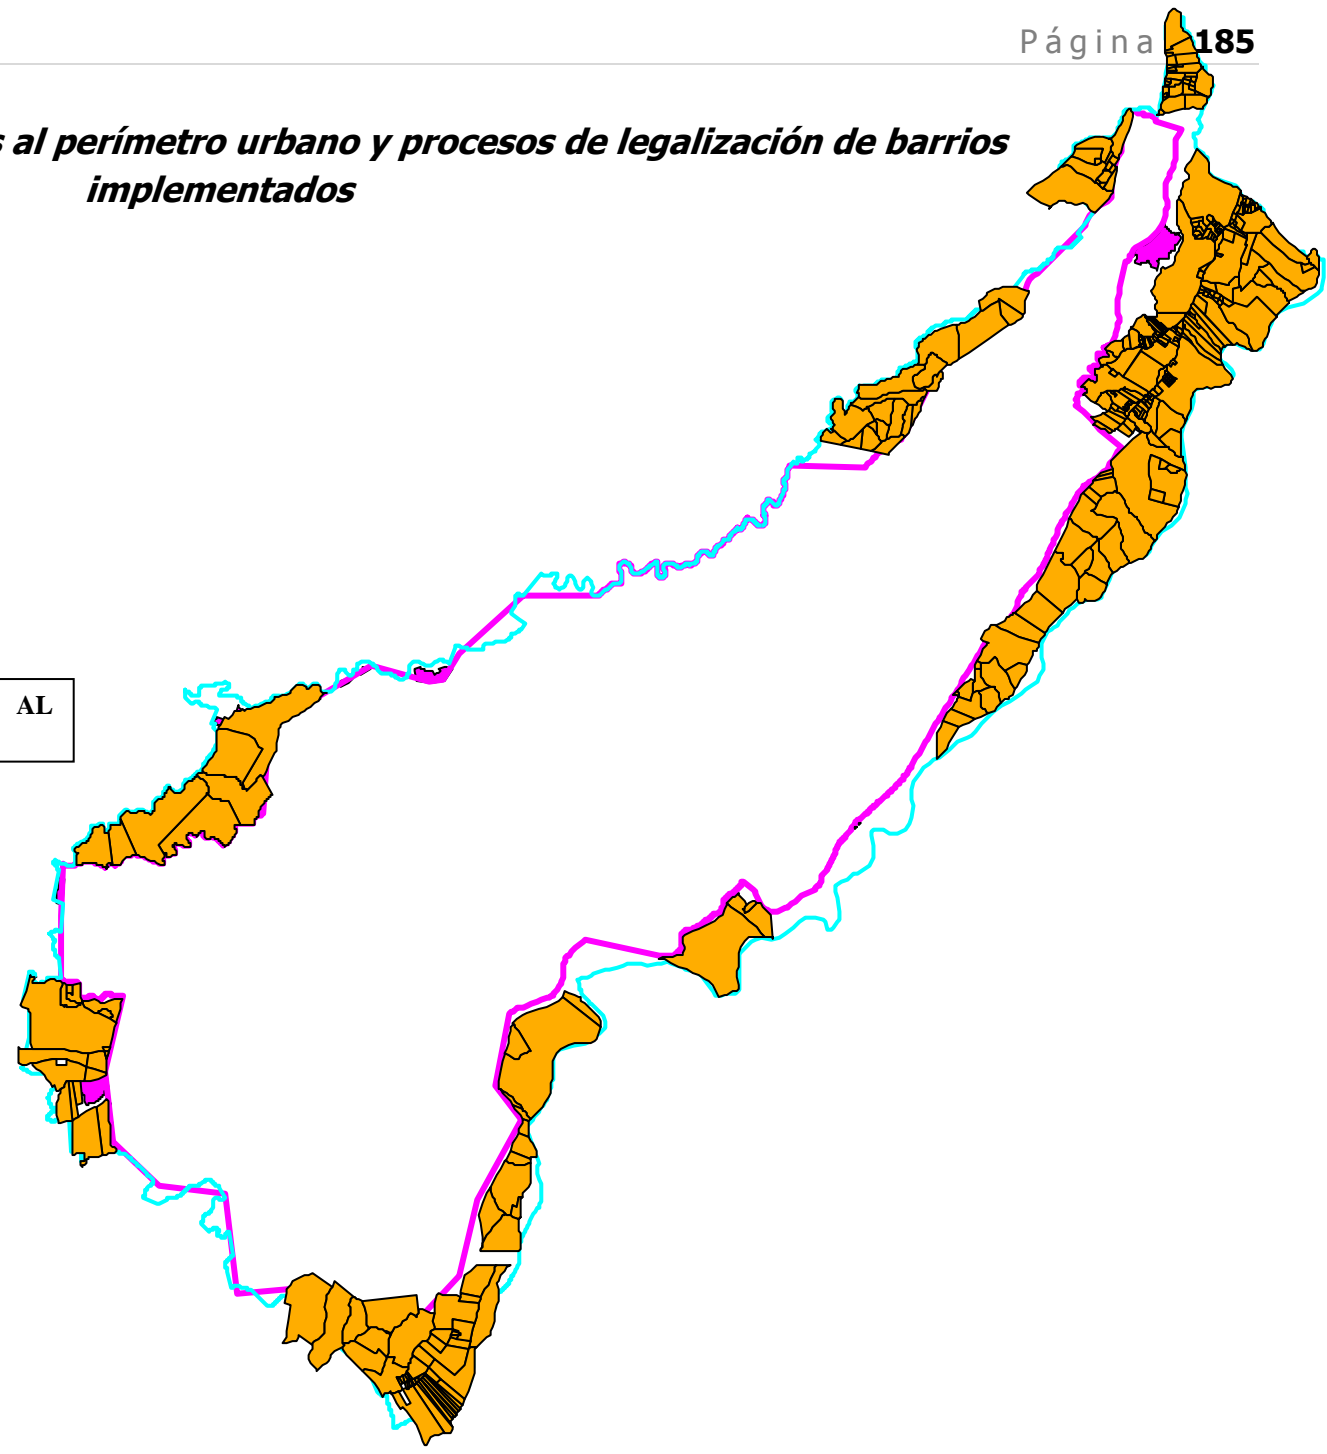 Página 185
al perímetro urbano y procesos de legalización de barrios
implementados
AL